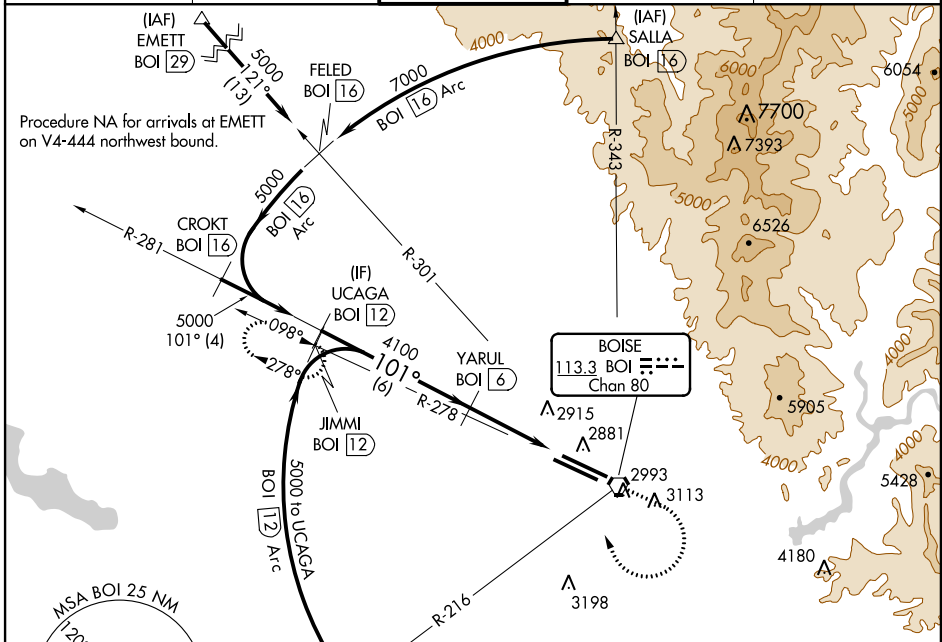 (IAF)
EMETT
BOI 29
5000
121°
(13)
FELED
BOI 16
7000
BOI 16 Arc
4000
(IAF)
SALLA
BOI 16
6000
6054
5000
7700
7393
Procedure NA for arrivals at EMETT
on V4-444 northwest bound.
R-343
5000
BOI 16
Arc
5000
6526
CROKT
BOI 16
R-281
R-301
(IF)
UCAGA
BOI 12
5000
101° (4)
098°
278°
4100
101°
(6)
R-278
YARUL
BOI 6
BOISE
113.3 BOI
Chan 80
4000
JIMMI
BOI 12
2915
2881
5905
4000
4000
5428
2993
3113
5000 to UCAGA
BOI 12 Arc
4180
3198
R-216
MSA BOI 25 NM
120°